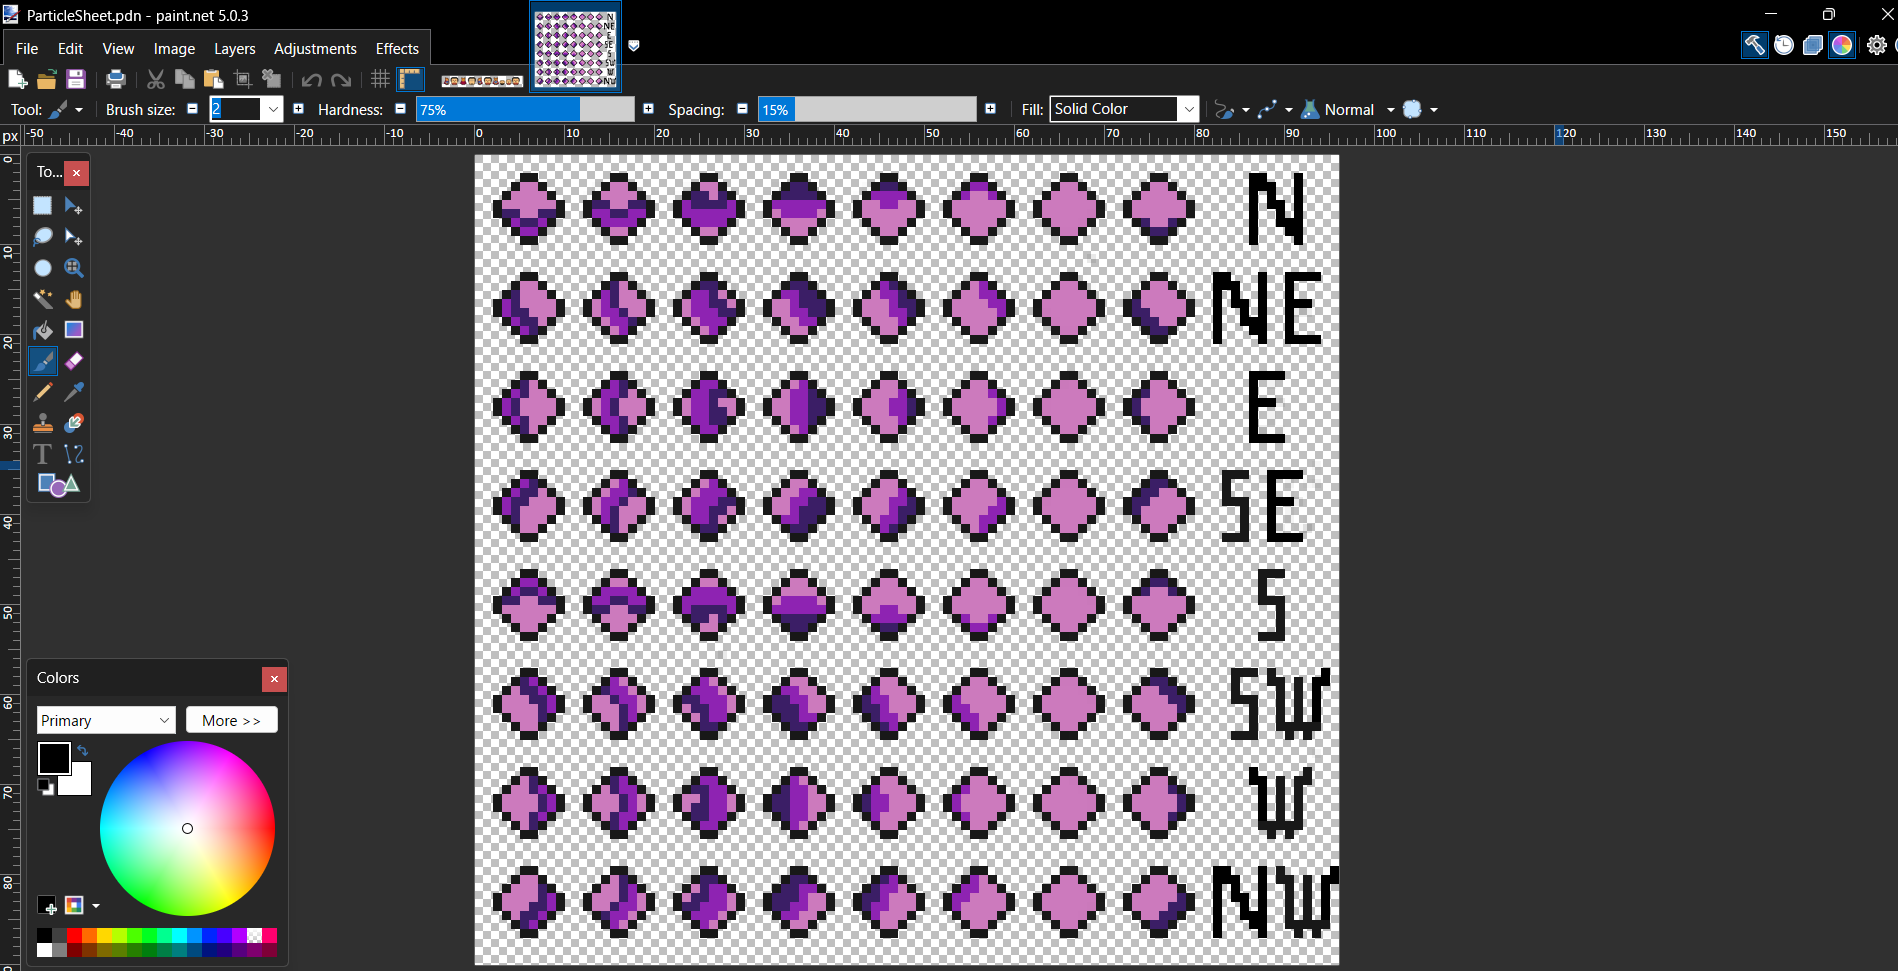 ParticleSheet.pdn - paint.net 5.0.3
File Edit View Image Layers Adjustments Effects
Tool: Brush size: 2 Hardness: 75% Spacing: 15% Fill: Solid Color Normal
px -50 -40 -30 -20 -10 0 10 20 30 40 50 60 70 80 90 100 110 120 130 140 150
0
10
20
30
40
50
60
70
80
To...
T
N
NE
E
SE
S
SW
W
NW
Colors
Primary More >>